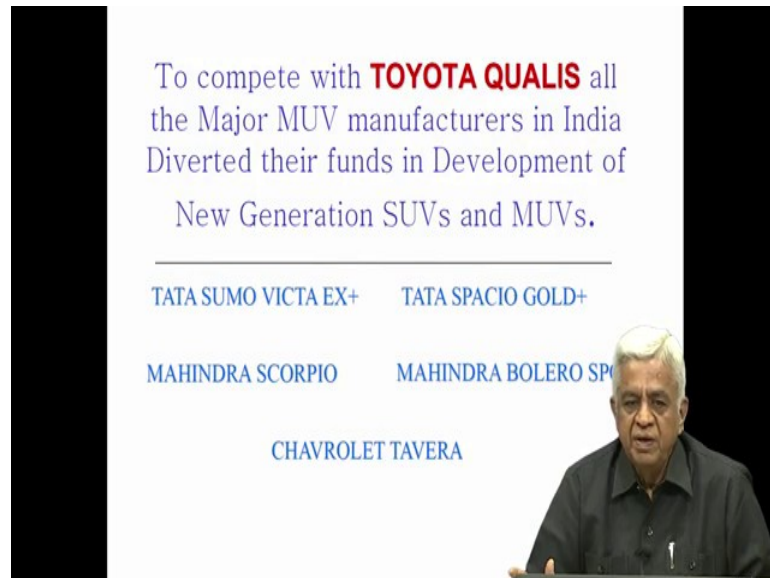 To compete with TOYOTA QUALIS all
the Major MUV manufacturers in India
Diverted their funds in Development of
New Generation SUVs and MUVs.
TATA SUMO VICTA EX+ TATA SPACIO GOLD+
MAHINDRA SCORPIO MAHINDRA BOLERO
CHAVROLET TAVERA